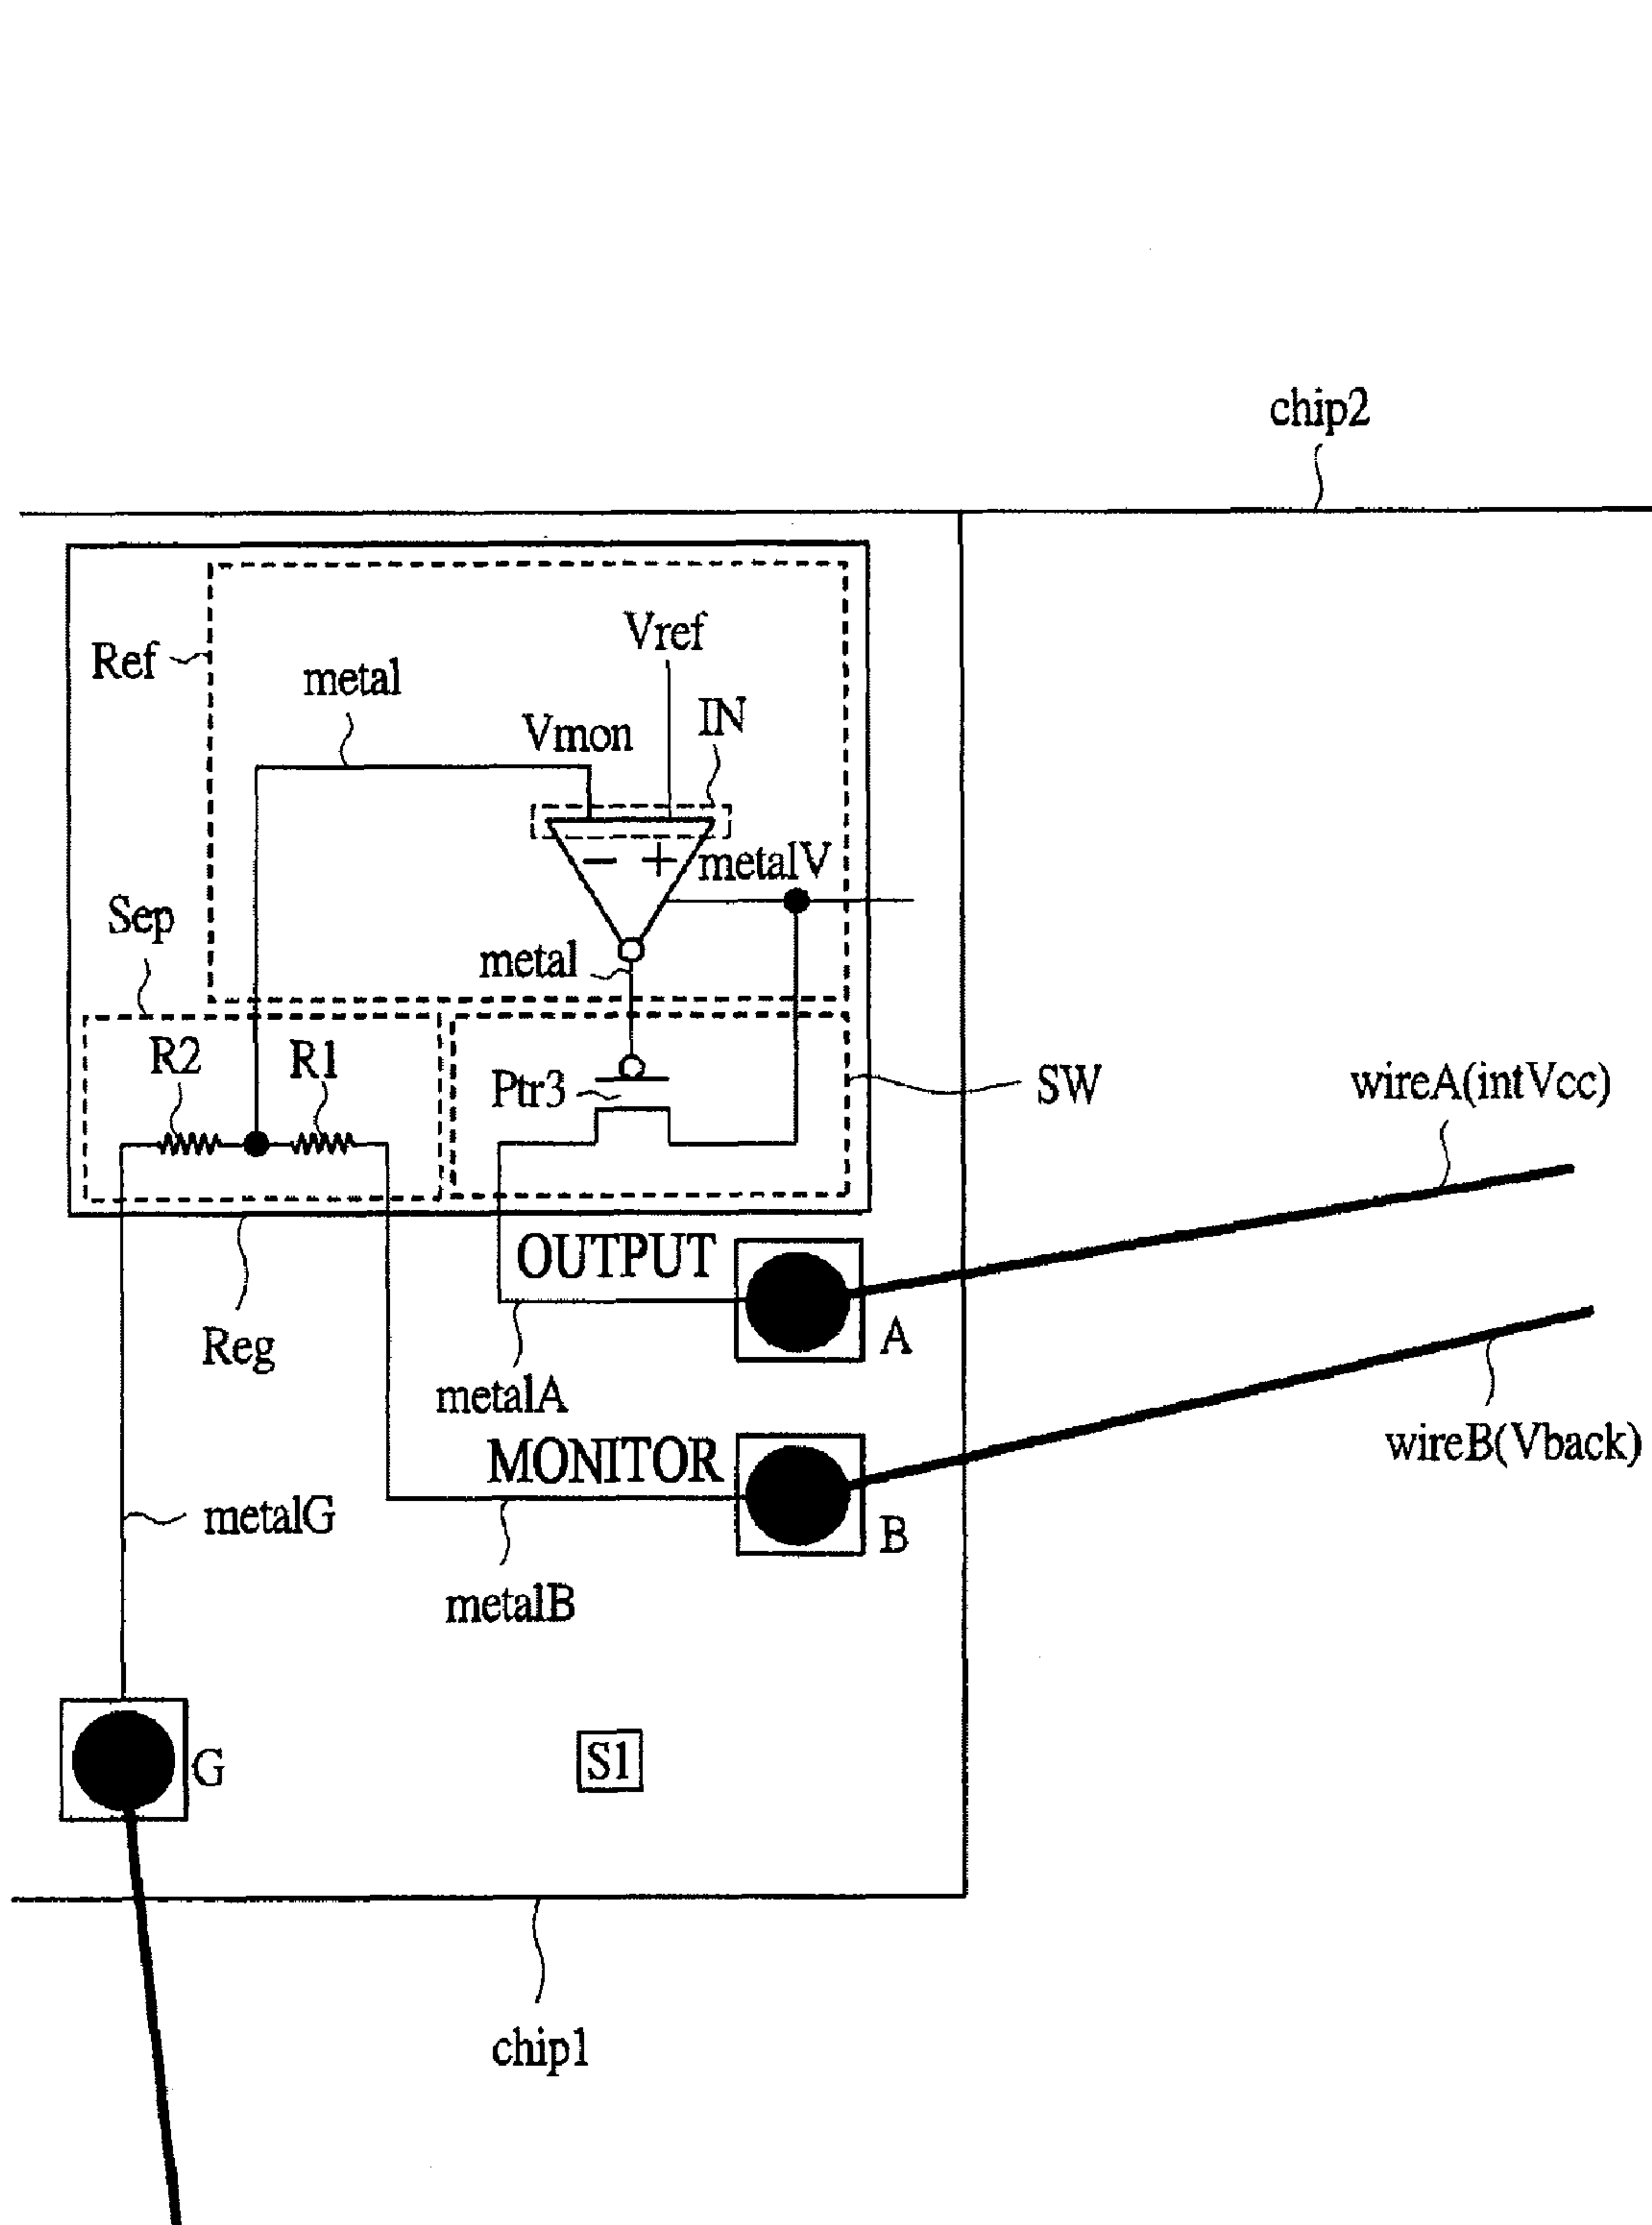 chip2
Vref
Ref
metal
IN
Vmon
− +
metalV
Sep
metal
R2
R1
Ptr3
SW
wireA(intVcc)
OUTPUT
A
Reg
metalA
MONITOR
wireB(Vback)
metalG
B
metalB
G
S1
chip1